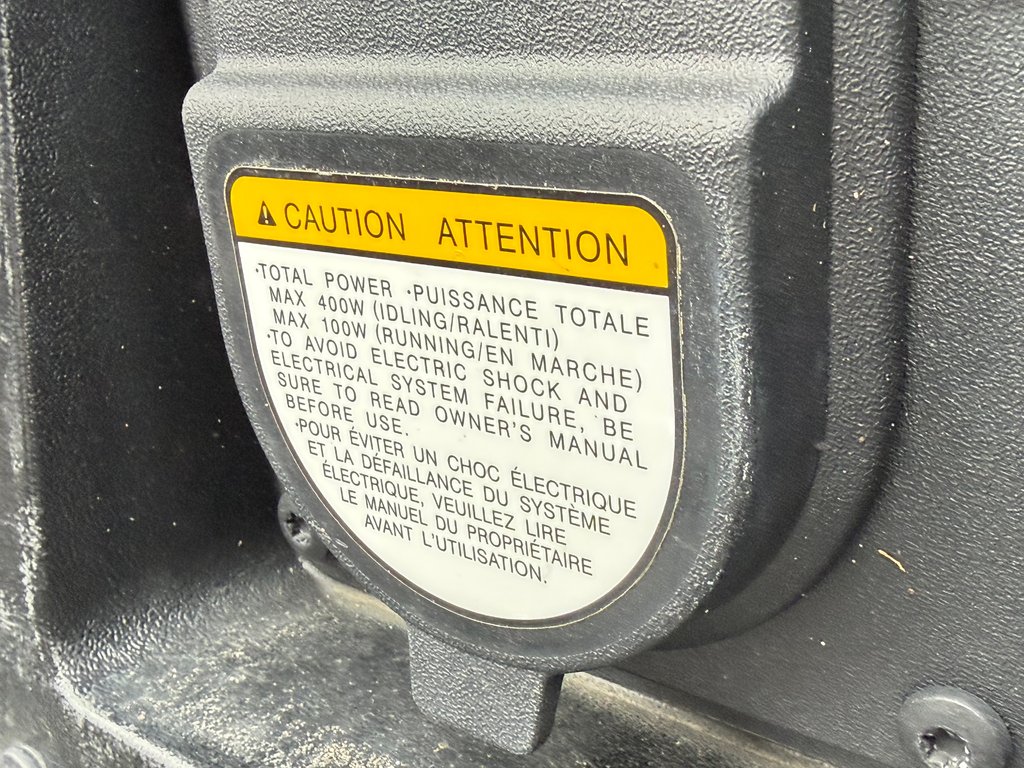 CAUTION ATTENTION
·TOTAL POWER ·PUISSANCE TOTALE
MAX 400W (IDLING/RALENTI)
MAX 100W (RUNNING/EN MARCHE)
·TO AVOID ELECTRIC SHOCK AND
ELECTRICAL SYSTEM FAILURE, BE
SURE TO READ OWNER'S MANUAL
BEFORE USE.
·POUR ÉVITER UN CHOC ÉLECTRIQUE
ET LA DÉFAILLANCE DU SYSTÈME
ÉLECTRIQUE, VEUILLEZ LIRE
LE MANUEL DU PROPRIÉTAIRE
AVANT L'UTILISATION.